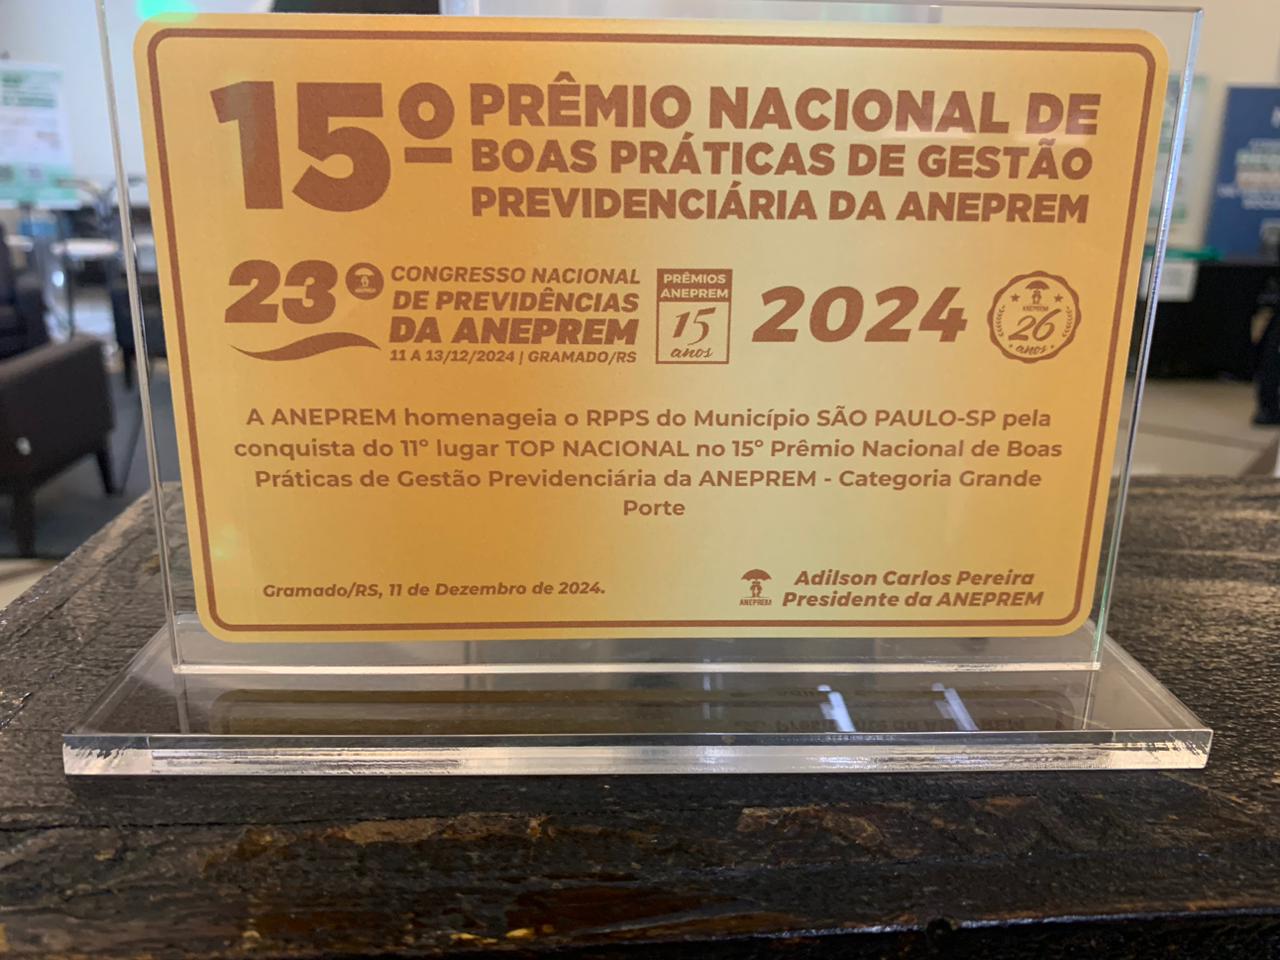 15º PRÊMIO NACIONAL DE
BOAS PRÁTICAS DE GESTÃO
PREVIDENCIÁRIA DA ANEPREM
23º CONGRESSO NACIONAL
DE PREVIDÊNCIAS
DA ANEPREM
11 A 13/12/2024 | GRAMADO/RS
PRÊMIOS
ANEPREM
15
anos
2024
ANEPREM
26
anos
A ANEPREM homenageia o RPPS do Município SÃO PAULO-SP pela
conquista do 11º lugar TOP NACIONAL no 15º Prêmio Nacional de Boas
Práticas de Gestão Previdenciária da ANEPREM - Categoria Grande
Porte
Gramado/RS, 11 de Dezembro de 2024.
ANEPREM
Adilson Carlos Pereira
Presidente da ANEPREM